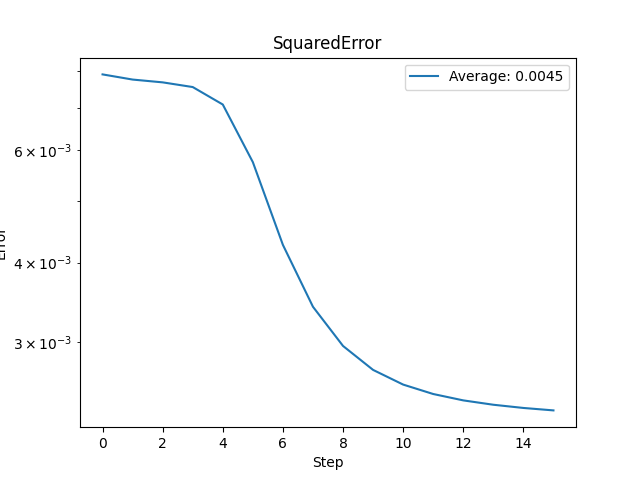 SquaredError
Average: 0.0045
Error
6 × 10⁻³
4 × 10⁻³
3 × 10⁻³
0 2 4 6 8 10 12 14
Step